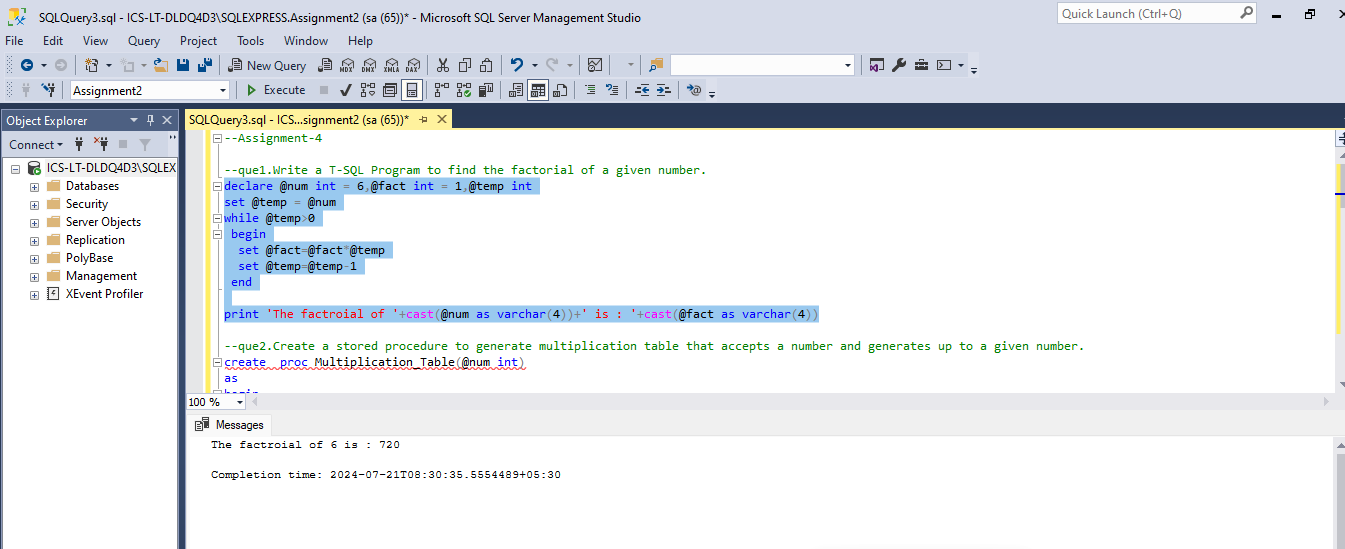 SQLQuery3.sql - ICS-LT-DLDQ4D3\SQLEXPRESS.Assignment2 (sa (65))* - Microsoft SQL Server Management Studio
Quick Launch (Ctrl+Q)
File Edit View Query Project Tools Window Help
New Query MDX DMX XMLA DAX
Assignment2 Execute
Object Explorer
SQLQuery3.sql - ICS...signment2 (sa (65))*
Connect
ICS-LT-DLDQ4D3\SQLEX
Databases
Security
Server Objects
Replication
PolyBase
Management
XEvent Profiler
--Assignment-4
--que1.Write a T-SQL Program to find the factorial of a given number.
declare @num int = 6,@fact int = 1,@temp int
set @temp = @num
while @temp>0
begin
set @fact=@fact*@temp
set @temp=@temp-1
end
print 'The factroial of '+cast(@num as varchar(4))+' is : '+cast(@fact as varchar(4))
--que2.Create a stored procedure to generate multiplication table that accepts a number and generates up to a given number.
create  proc Multiplication_Table(@num int)
as
begin
100 %
Messages
The factroial of 6 is : 720
Completion time: 2024-07-21T08:30:35.5554489+05:30